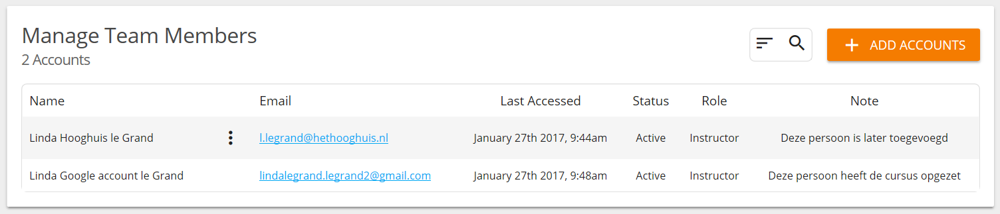 Manage Team Members
2 Accounts
ADD ACCOUNTS
Name Email Last Accessed Status Role Note
Linda Hooghuis le Grand l.legrand@hethooghuis.nl January 27th 2017, 9:44am Active Instructor Deze persoon is later toegevoegd
Linda Google account le Grand lindalegrand.legrand2@gmail.com January 27th 2017, 9:48am Active Instructor Deze persoon heeft de cursus opgezet